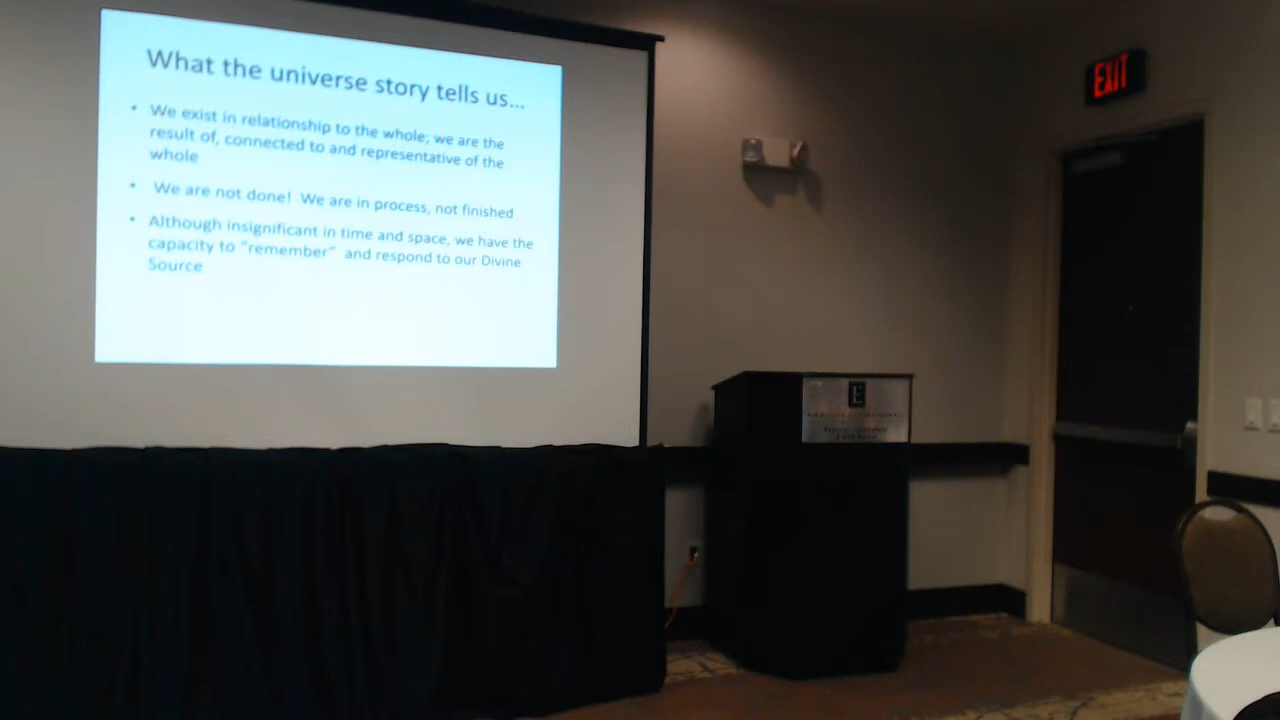 What the universe story tells us...
• We exist in relationship to the whole; we are the
result of, connected to and representative of the
whole
• We are not done! We are in process, not finished
• Although insignificant in time and space, we have the
capacity to "remember" and respond to our Divine
Source
EXIT
E